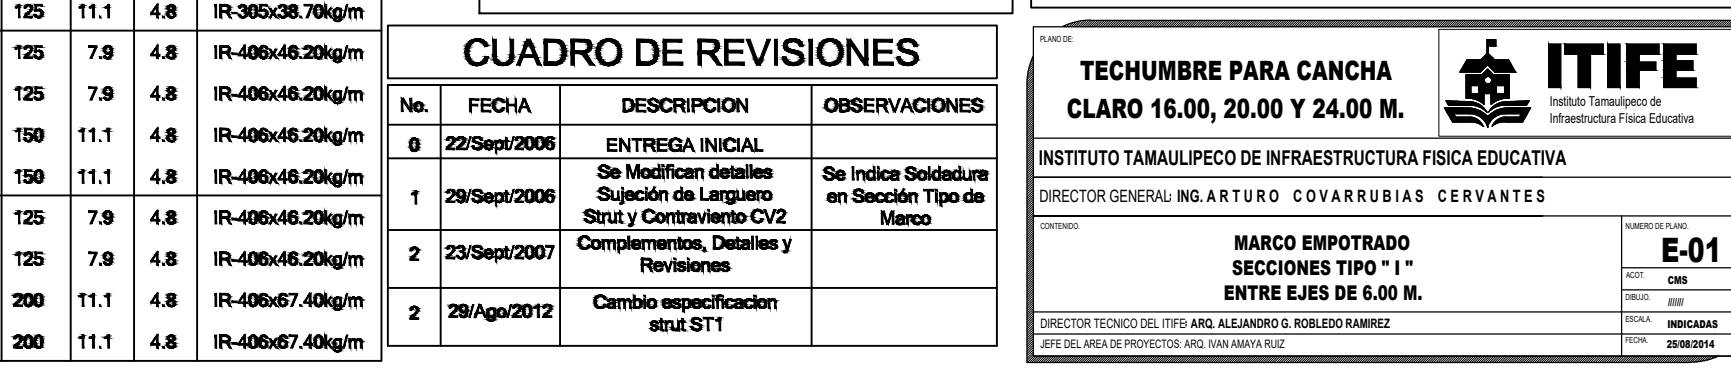 125 11.1 4.8 IR-305x38.70kg/m
125 7.9 4.8 IR-406x46.20kg/m
125 7.9 4.8 IR-406x46.20kg/m
150 11.1 4.8 IR-406x46.20kg/m
150 11.1 4.8 IR-406x46.20kg/m
125 7.9 4.8 IR-406x46.20kg/m
125 7.9 4.8 IR-406x46.20kg/m
200 11.1 4.8 IR-406x67.40kg/m
200 11.1 4.8 IR-406x67.40kg/m
CUADRO DE REVISIONES
No. FECHA DESCRIPCION OBSERVACIONES
0 22/Sept/2006 ENTREGA INICIAL
1 29/Sept/2006
Se Modifican detalles
Sujeción de Larguero
Strut y Contraviento CV2
Se Indica Soldadura
en Sección Tipo de
Marco
2 23/Sept/2007
Complementos, Detalles y
Revisiones
2 29/Ago/2012
Cambio especificacion
strut ST1
PLANO DE:
TECHUMBRE PARA CANCHA
CLARO 16.00, 20.00 Y 24.00 M.
ITIFE
Instituto Tamaulipeco de
Infraestructura Física Educativa
INSTITUTO TAMAULIPECO DE INFRAESTRUCTURA FISICA EDUCATIVA
DIRECTOR GENERAL: ING. ARTURO COVARRUBIAS CERVANTES
CONTENIDO.
MARCO EMPOTRADO
SECCIONES TIPO " I "
ENTRE EJES DE 6.00 M.
NUMERO DE PLANO.
E-01
ACOT. CMS
DIBUJO. //////
ESCALA. INDICADAS
FECHA. 25/08/2014
DIRECTOR TECNICO DEL ITIFE: ARQ. ALEJANDRO G. ROBLEDO RAMIREZ
JEFE DEL AREA DE PROYECTOS: ARQ. IVAN AMAYA RUIZ